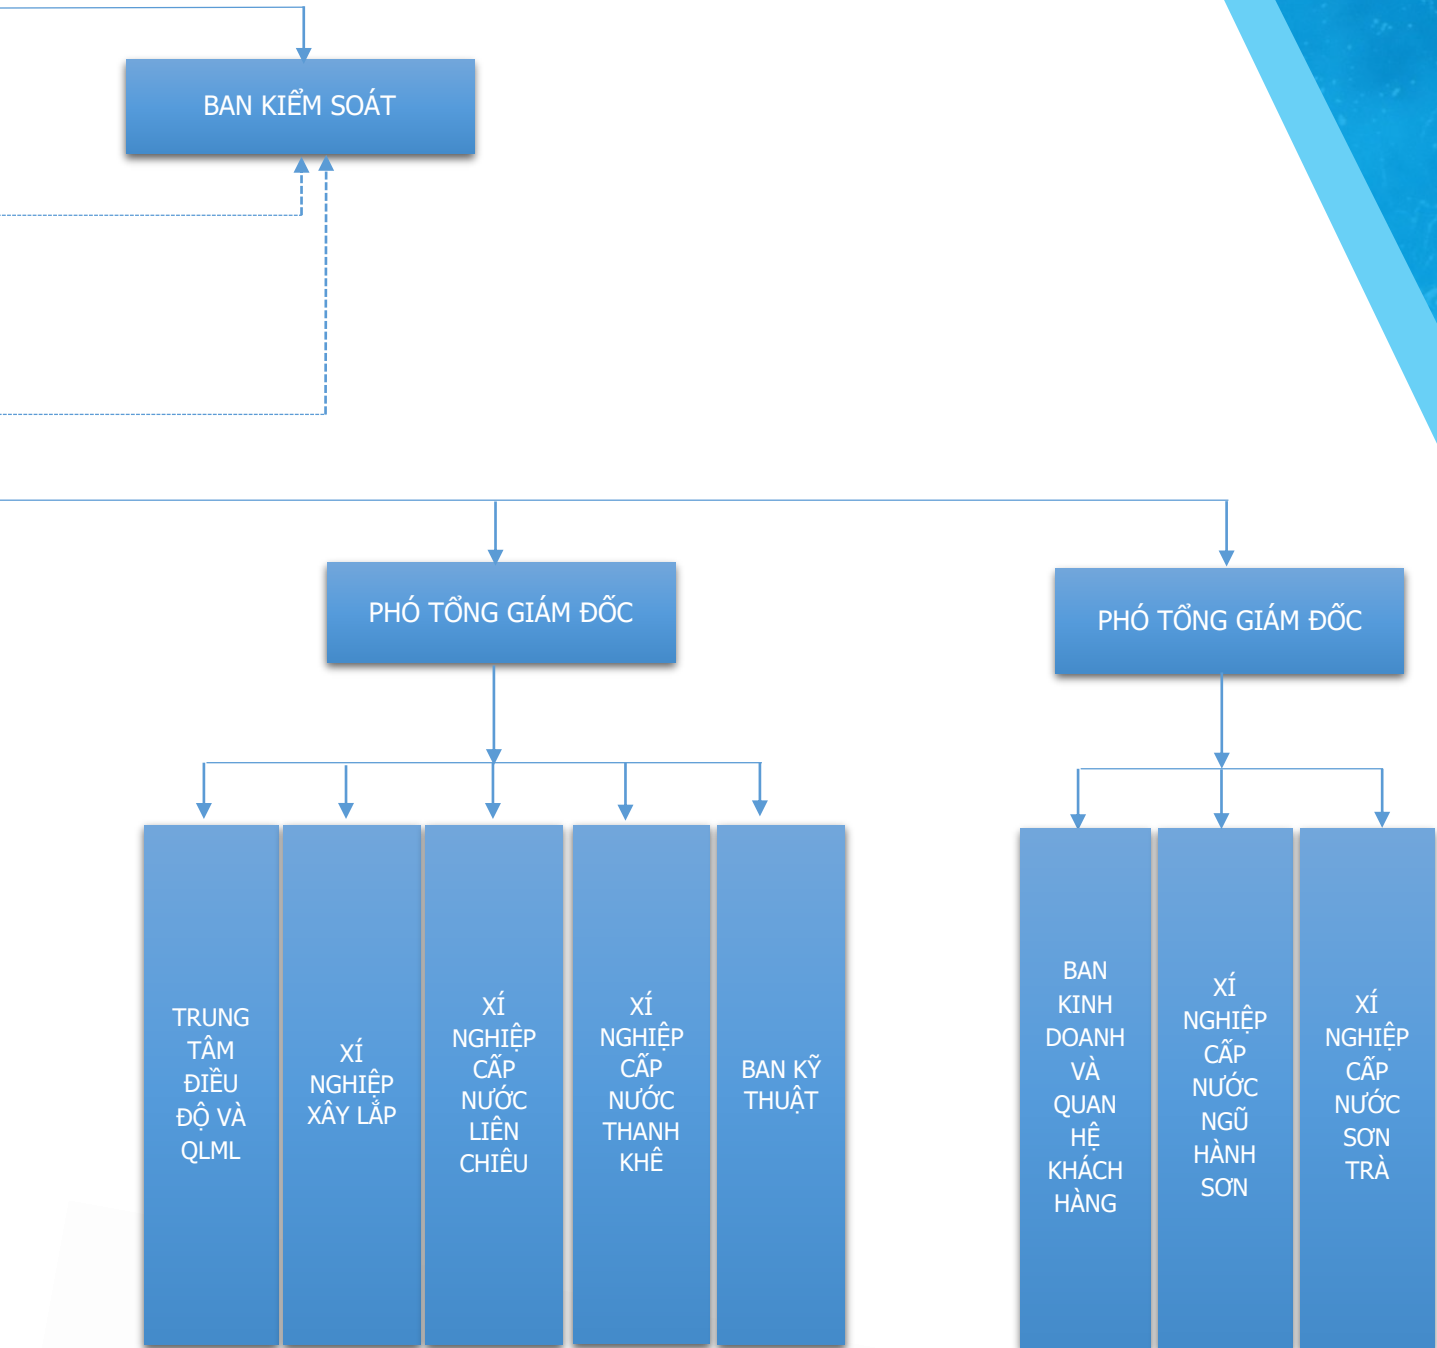 BAN KIỂM SOÁT
PHÓ TỔNG GIÁM ĐỐC
PHÓ TỔNG GIÁM ĐỐC
TRUNG
TÂM
ĐIỀU
ĐỘ VÀ
QLML
XÍ
NGHIỆP
XÂY LẮP
XÍ
NGHIỆP
CẤP
NƯỚC
LIÊN
CHIÊU
XÍ
NGHIỆP
CẤP
NƯỚC
THANH
KHÊ
BAN KỸ
THUẬT
BAN
KINH
DOANH
VÀ
QUAN
HỆ
KHÁCH
HÀNG
XÍ
NGHIỆP
CẤP
NƯỚC
NGŨ
HÀNH
SƠN
XÍ
NGHIỆP
CẤP
NƯỚC
SƠN
TRÀ